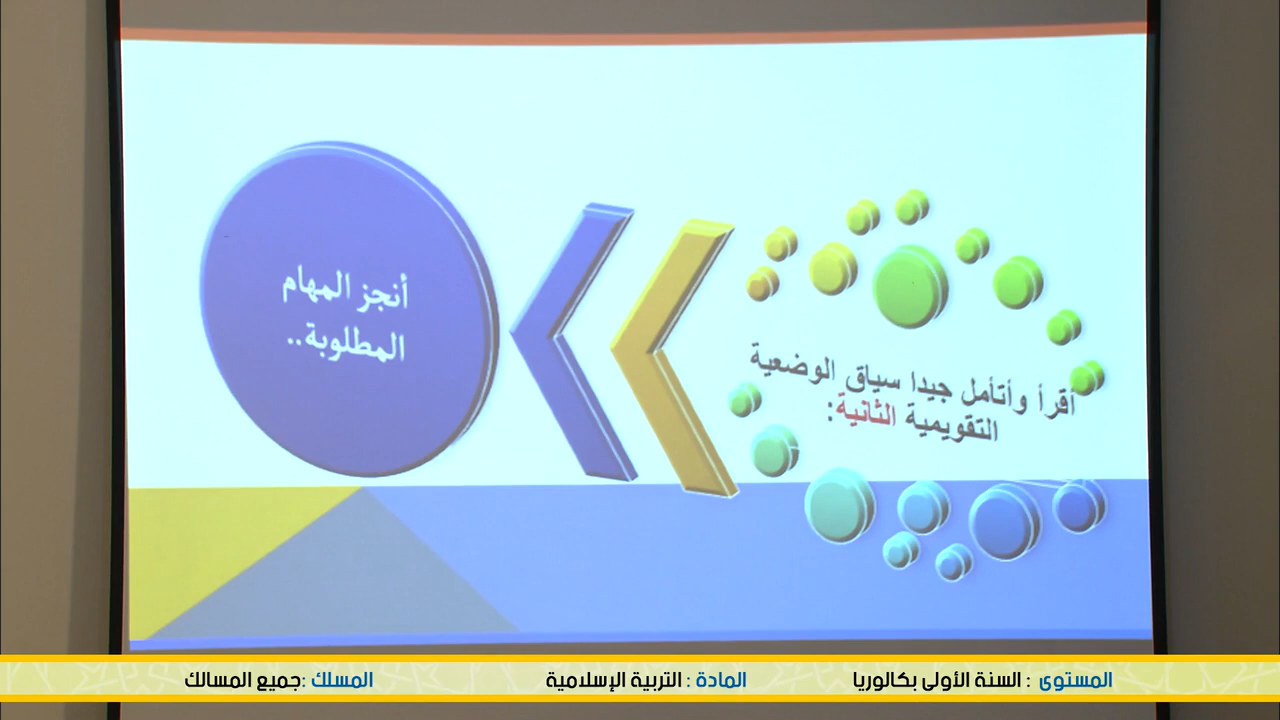 أقرأ وأتأمل جيدا سياق الوضعية
التقويمية الثانية:
أنجز المهام
المطلوبة..
المستوى : السنة الأولى بكالوريا
المادة : التربية الإسلامية
المسلك :جميع المسالك